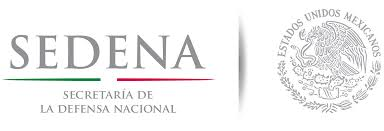 SEDENA
SECRETARÍA DE
LA DEFENSA NACIONAL
ESTADOS UNIDOS MEXICANOS